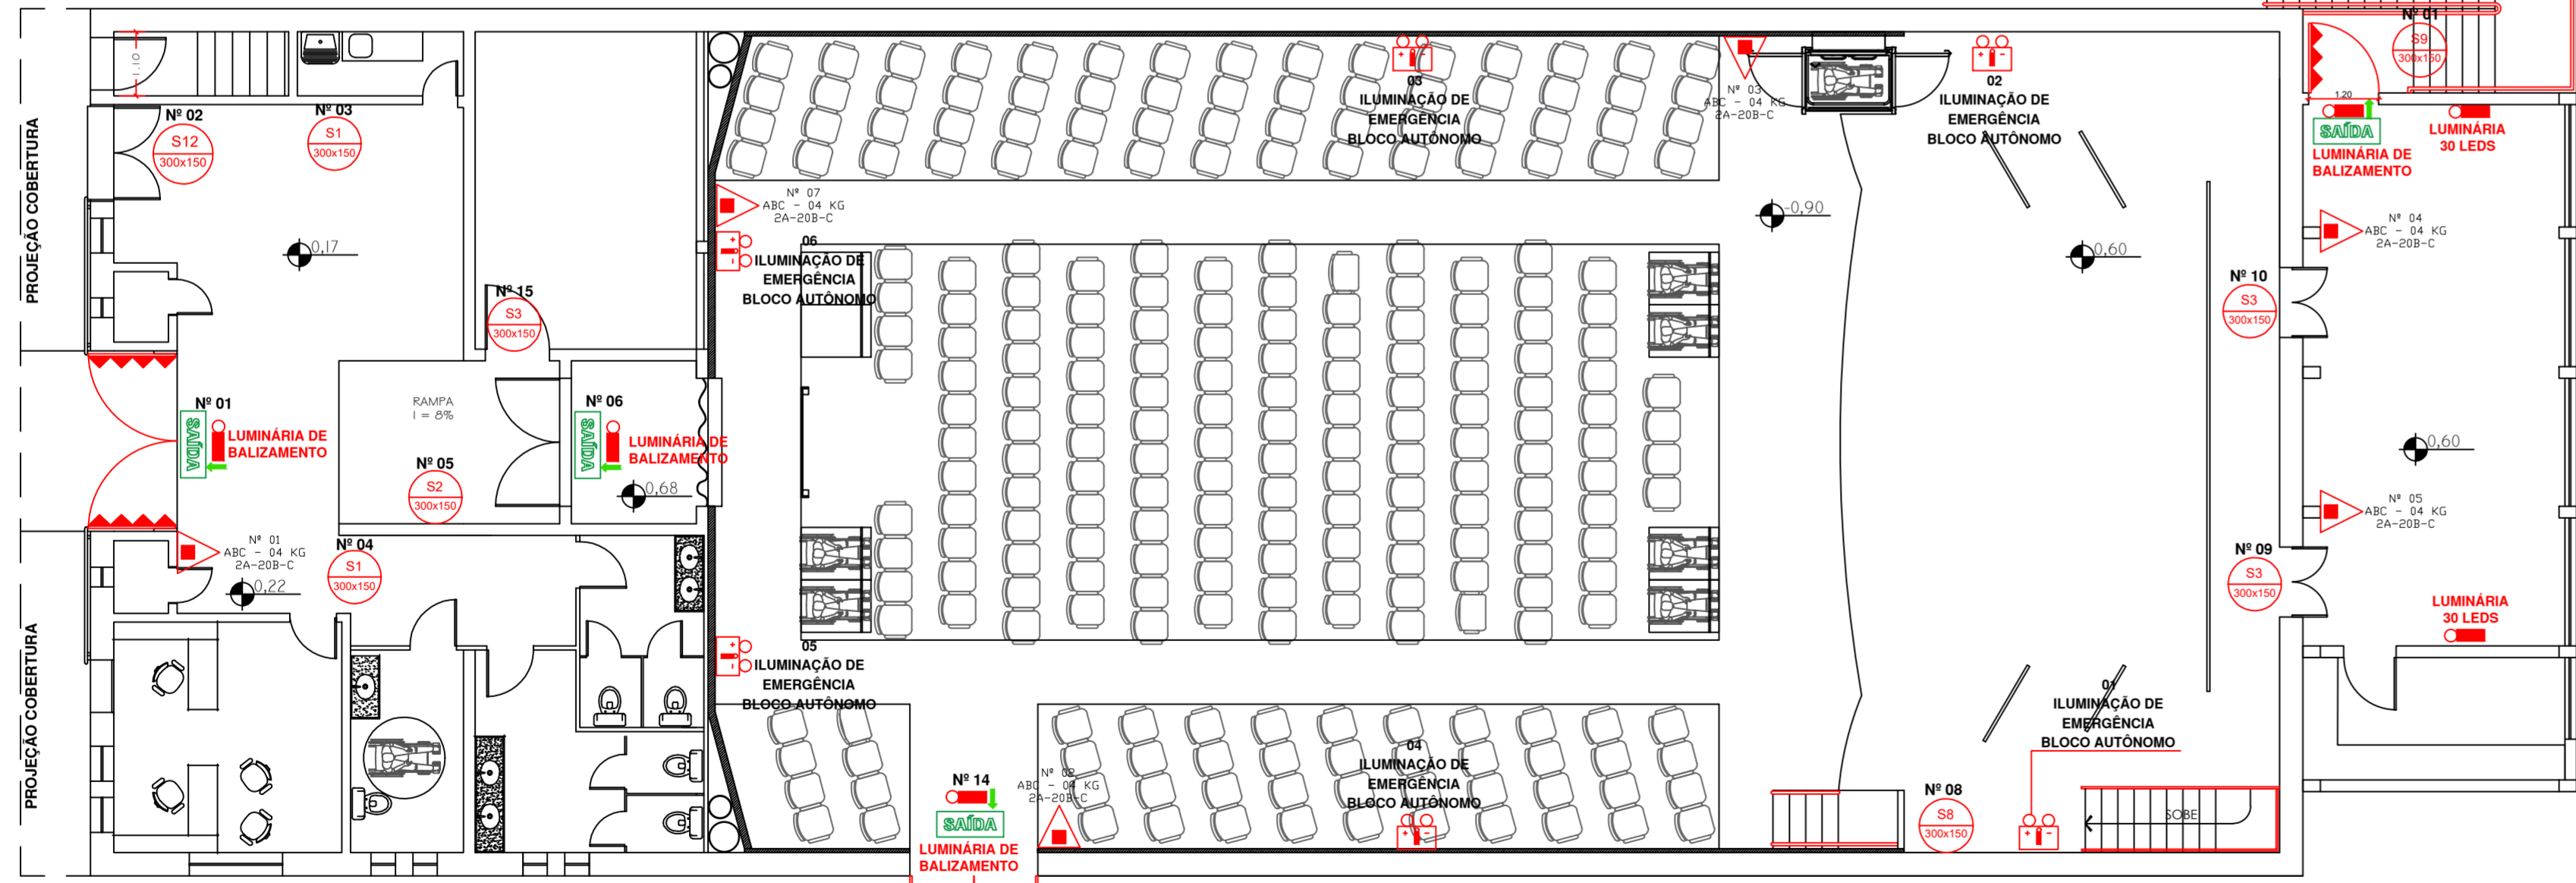 PROJEÇÃO COBERTURA
1.10
Nº 02
S12
300x150
Nº 03
S1
300x150
0,17
Nº 15
S3
300x150
RAMPA
I = 8%
Nº 01
SAÍDA
LUMINÁRIA DE
BALIZAMENTO
Nº 06
SAÍDA
LUMINÁRIA DE
BALIZAMENTO
Nº 05
S2
300x150
0,68
Nº 01
ABC - 04 KG
2A-20B-C
0,22
Nº 04
S1
300x150
PROJEÇÃO COBERTURA
Nº 07
ABC - 04 KG
2A-20B-C
06
ILUMINAÇÃO DE
EMERGÊNCIA
BLOCO AUTÔNOMO
05
ILUMINAÇÃO DE
EMERGÊNCIA
BLOCO AUTÔNOMO
03
ILUMINAÇÃO DE
EMERGÊNCIA
BLOCO AUTÔNOMO
Nº 03
ABC - 04 KG
2A-20B-C
02
ILUMINAÇÃO DE
EMERGÊNCIA
BLOCO AUTÔNOMO
-0,90
0,60
Nº 14
SAÍDA
LUMINÁRIA DE
BALIZAMENTO
Nº 02
ABC - 04 KG
2A-20B-C
04
ILUMINAÇÃO DE
EMERGÊNCIA
BLOCO AUTÔNOMO
01
ILUMINAÇÃO DE
EMERGÊNCIA
BLOCO AUTÔNOMO
Nº 08
S8
300x150
SOBE
Nº 10
S3
300x150
Nº 09
S3
300x150
Nº 01
S9
300x150
1.20
SAÍDA
LUMINÁRIA DE
BALIZAMENTO
LUMINÁRIA
30 LEDS
Nº 04
ABC - 04 KG
2A-20B-C
0,60
Nº 05
ABC - 04 KG
2A-20B-C
LUMINÁRIA
30 LEDS